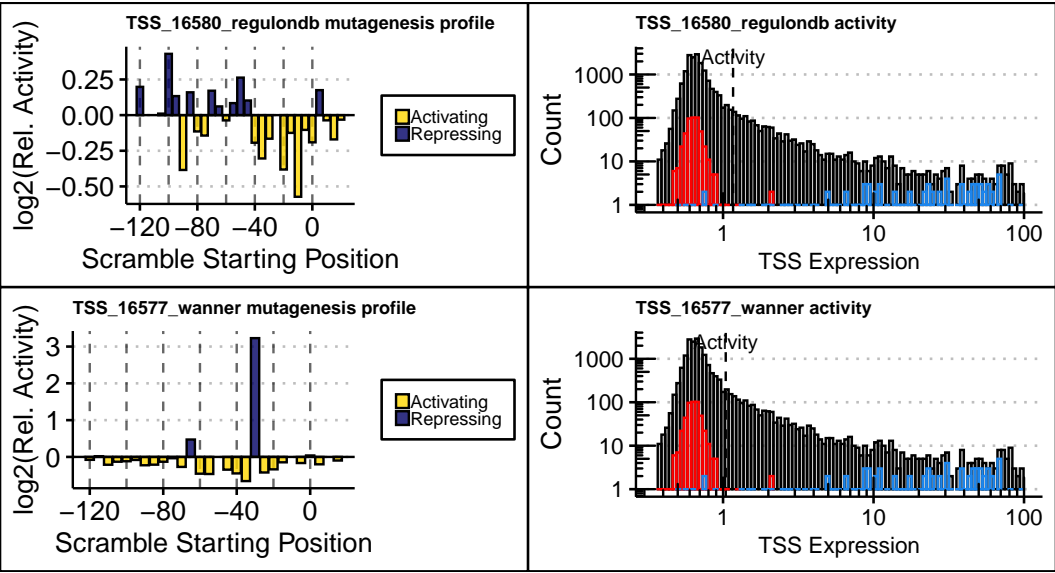 TSS_16580_regulondb mutagenesis profile
log2(Rel. Activity)
0.25
0.00
−0.25
−0.50
−120 −80 −40 0
Scramble Starting Position
Activating
Repressing
TSS_16580_regulondb activity
Activity
Count
1000
100
10
1
1 10 100
TSS Expression
TSS_16577_wanner mutagenesis profile
log2(Rel. Activity)
3
2
1
0
−120 −80 −40 0
Scramble Starting Position
Activating
Repressing
TSS_16577_wanner activity
Activity
Count
1000
100
10
1
1 10 100
TSS Expression